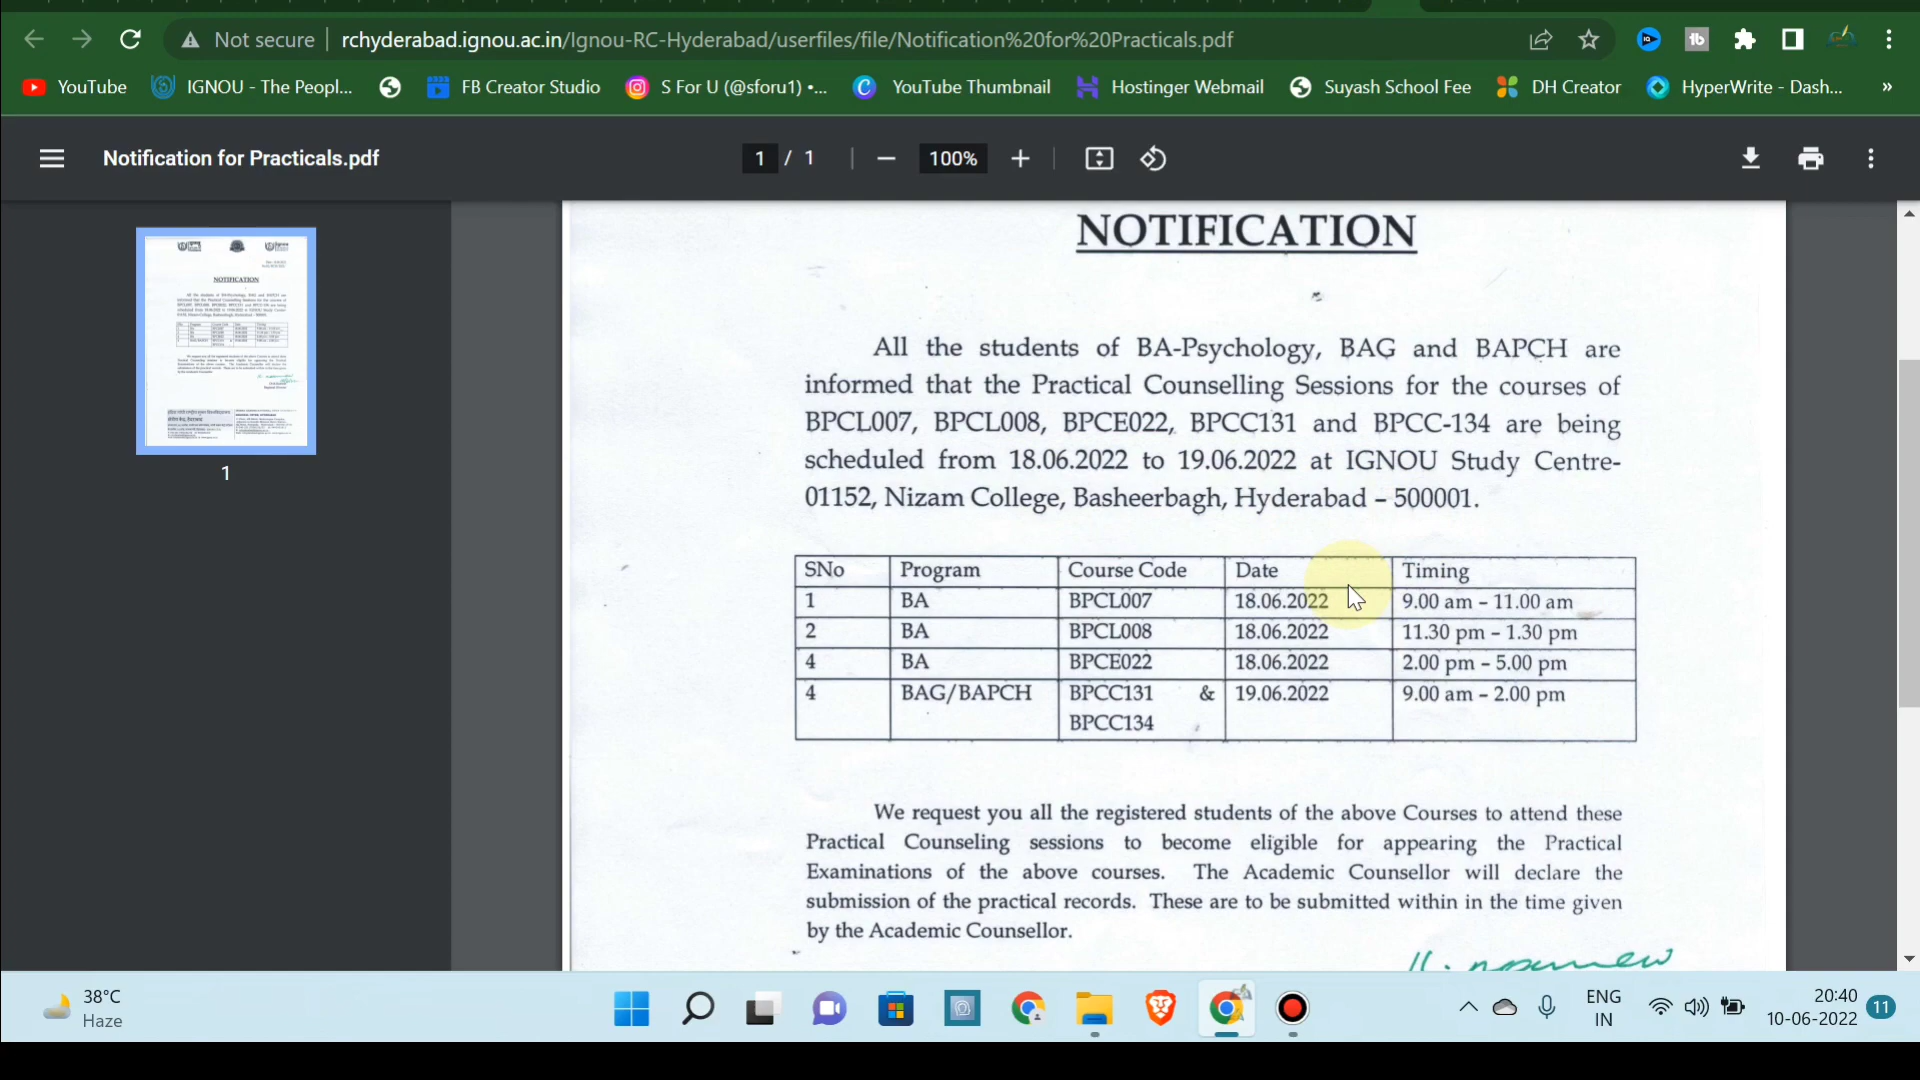 Not secure
rchyderabad.ignou.ac.in/Ignou-RC-Hyderabad/userfiles/file/Notification%20for%20Practicals.pdf
YouTube
IGNOU - The Peopl...
FB Creator Studio
S For U (@sforu1) •...
YouTube Thumbnail
Hostinger Webmail
Suyash School Fee
DH Creator
HyperWrite - Dash...
»
Notification for Practicals.pdf
1 / 1
100%
1
NOTIFICATION
All the students of BA-Psychology, BAG and BAPCH are
informed that the Practical Counselling Sessions for the courses of
BPCL007, BPCL008, BPCE022, BPCC131 and BPCC-134 are being
scheduled from 18.06.2022 to 19.06.2022 at IGNOU Study Centre-
01152, Nizam College, Basheerbagh, Hyderabad – 500001.
SNo Program Course Code Date Timing
1 BA BPCL007 18.06.2022 9.00 am – 11.00 am
2 BA BPCL008 18.06.2022 11.30 pm – 1.30 pm
4 BA BPCE022 18.06.2022 2.00 pm – 5.00 pm
4 BAG/BAPCH BPCC131 & 19.06.2022 9.00 am – 2.00 pm
BPCC134
We request you all the registered students of the above Courses to attend these
Practical Counseling sessions to become eligible for appearing the Practical
Examinations of the above courses. The Academic Counsellor will declare the
submission of the practical records. These are to be submitted within in the time given
by the Academic Counsellor.
38°C
Haze
ENG
IN
20:40
10-06-2022
11